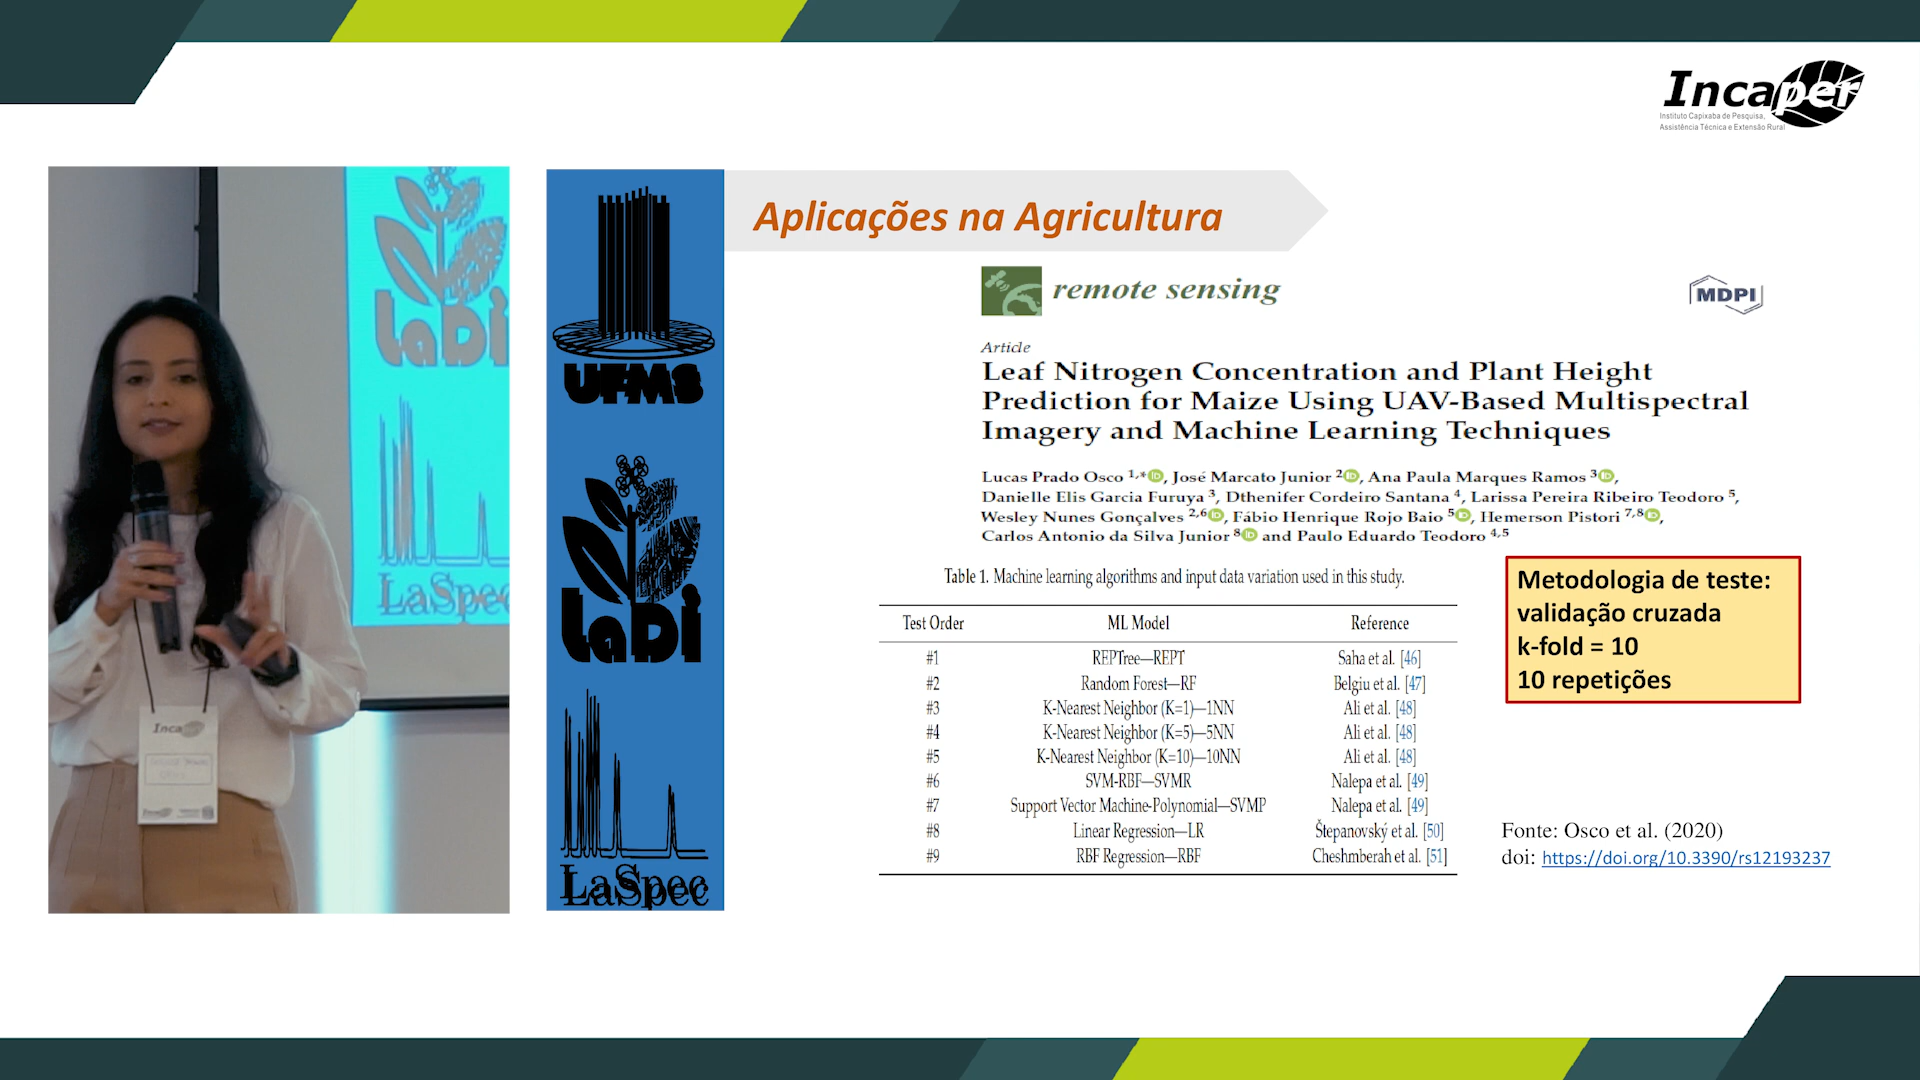 Incaper
Instituto Capixaba de Pesquisa,
Assistência Técnica e Extensão Rural
LaDi
LaSpec
Incaper
UFMS
LaDi
LaSpec
Aplicações na Agricultura
remote sensing
MDPI
Article
Leaf Nitrogen Concentration and Plant Height
Prediction for Maize Using UAV-Based Multispectral
Imagery and Machine Learning Techniques
Lucas Prado Osco 1,* iD, José Marcato Junior 2 iD, Ana Paula Marques Ramos 3 iD,
Danielle Elis Garcia Furuya 3, Dthenifer Cordeiro Santana 4, Larissa Pereira Ribeiro Teodoro 5,
Wesley Nunes Gonçalves 2,6 iD, Fábio Henrique Rojo Baio 5 iD, Hemerson Pistori 7,8 iD,
Carlos Antonio da Silva Junior 8 iD and Paulo Eduardo Teodoro 4,5
Table 1. Machine learning algorithms and input data variation used in this study.
Test Order ML Model Reference
#1 REPTree—REPT Saha et al. [46]
#2 Random Forest—RF Belgiu et al. [47]
#3 K-Nearest Neighbor (K=1)—1NN Ali et al. [48]
#4 K-Nearest Neighbor (K=5)—5NN Ali et al. [48]
#5 K-Nearest Neighbor (K=10)—10NN Ali et al. [48]
#6 SVM-RBF—SVMR Nalepa et al. [49]
#7 Support Vector Machine-Polynomial—SVMP Nalepa et al. [49]
#8 Linear Regression—LR Štepanovský et al. [50]
#9 RBF Regression—RBF Cheshmberah et al. [51]
Metodologia de teste:
validação cruzada
k-fold = 10
10 repetições
Fonte: Osco et al. (2020)
doi: https://doi.org/10.3390/rs12193237